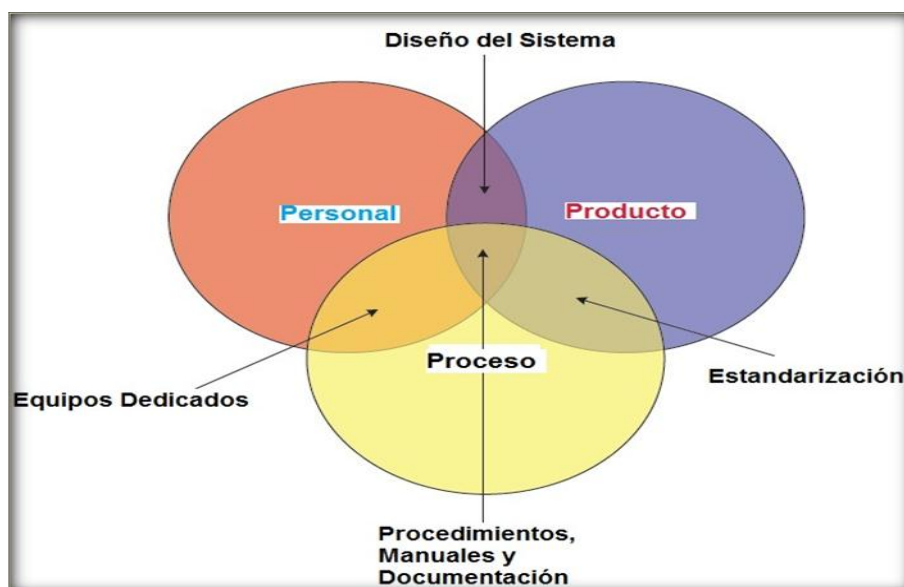 Diseño del Sistema
Personal
Producto
Proceso
Equipos Dedicados
Estandarización
Procedimientos,
Manuales y
Documentación